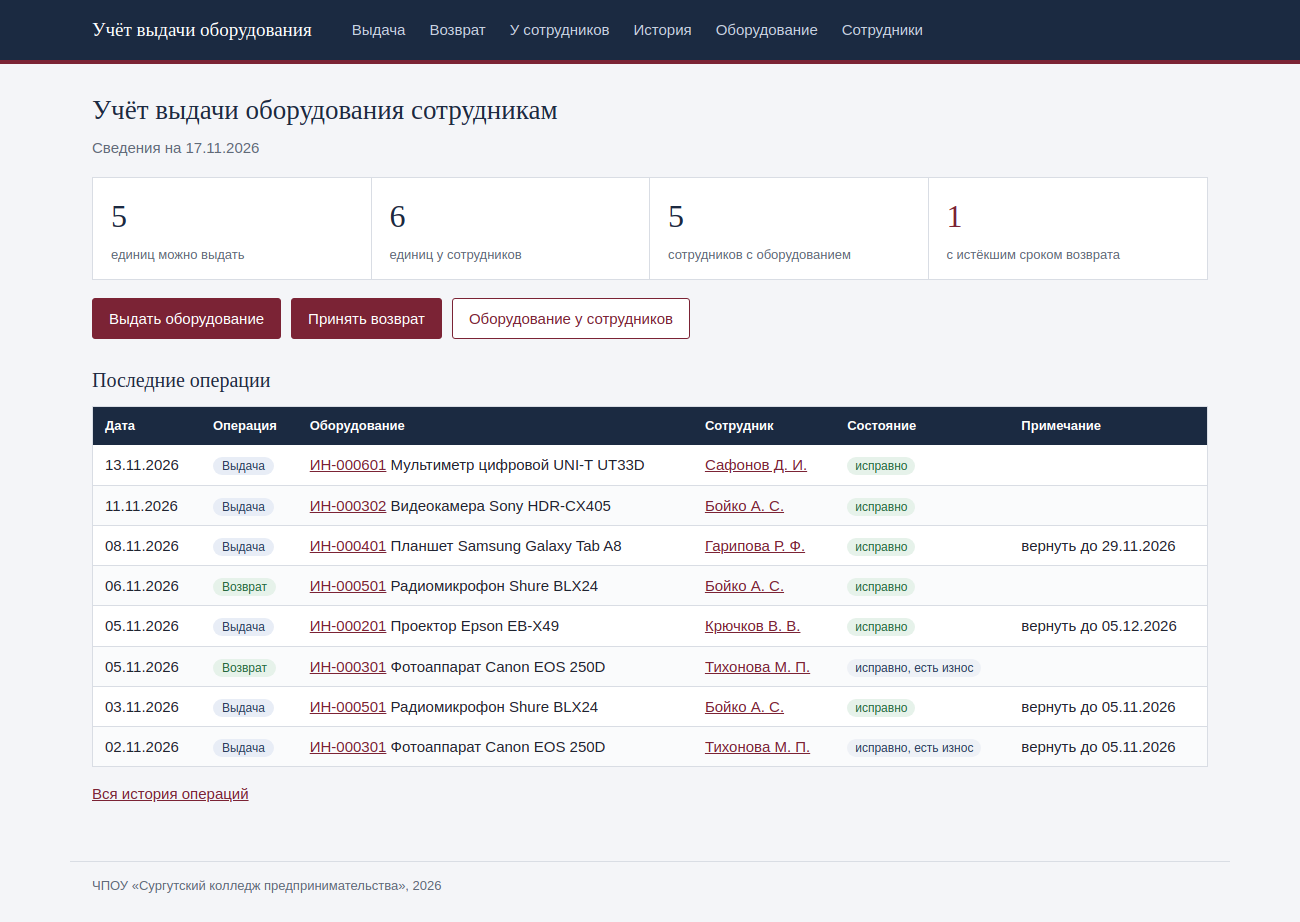 Учёт выдачи оборудования Выдача Возврат У сотрудников История Оборудование Сотрудники
Учёт выдачи оборудования сотрудникам
Сведения на 17.11.2026
5 6 5 1
единиц можно выдать единиц у сотрудников сотрудников с оборудованием с истёкшим сроком возврата
Выдать оборудование Принять возврат Оборудование у сотрудников
Последние операции
Дата Операция Оборудование Сотрудник Состояние Примечание
13.11.2026 Выдача ИН-000601 Мультиметр цифровой UNI-T UT33D Сафонов Д. И. исправно
11.11.2026 Выдача ИН-000302 Видеокамера Sony HDR-CX405 Бойко А. С. исправно
08.11.2026 Выдача ИН-000401 Планшет Samsung Galaxy Tab A8 Гарипова Р. Ф. исправно вернуть до 29.11.2026
06.11.2026 Возврат ИН-000501 Радиомикрофон Shure BLX24 Бойко А. С. исправно
05.11.2026 Выдача ИН-000201 Проектор Epson EB-X49 Крючков В. В. исправно вернуть до 05.12.2026
05.11.2026 Возврат ИН-000301 Фотоаппарат Canon EOS 250D Тихонова М. П. исправно, есть износ
03.11.2026 Выдача ИН-000501 Радиомикрофон Shure BLX24 Бойко А. С. исправно вернуть до 05.11.2026
02.11.2026 Выдача ИН-000301 Фотоаппарат Canon EOS 250D Тихонова М. П. исправно, есть износ вернуть до 05.11.2026
Вся история операций
ЧПОУ «Сургутский колледж предпринимательства», 2026